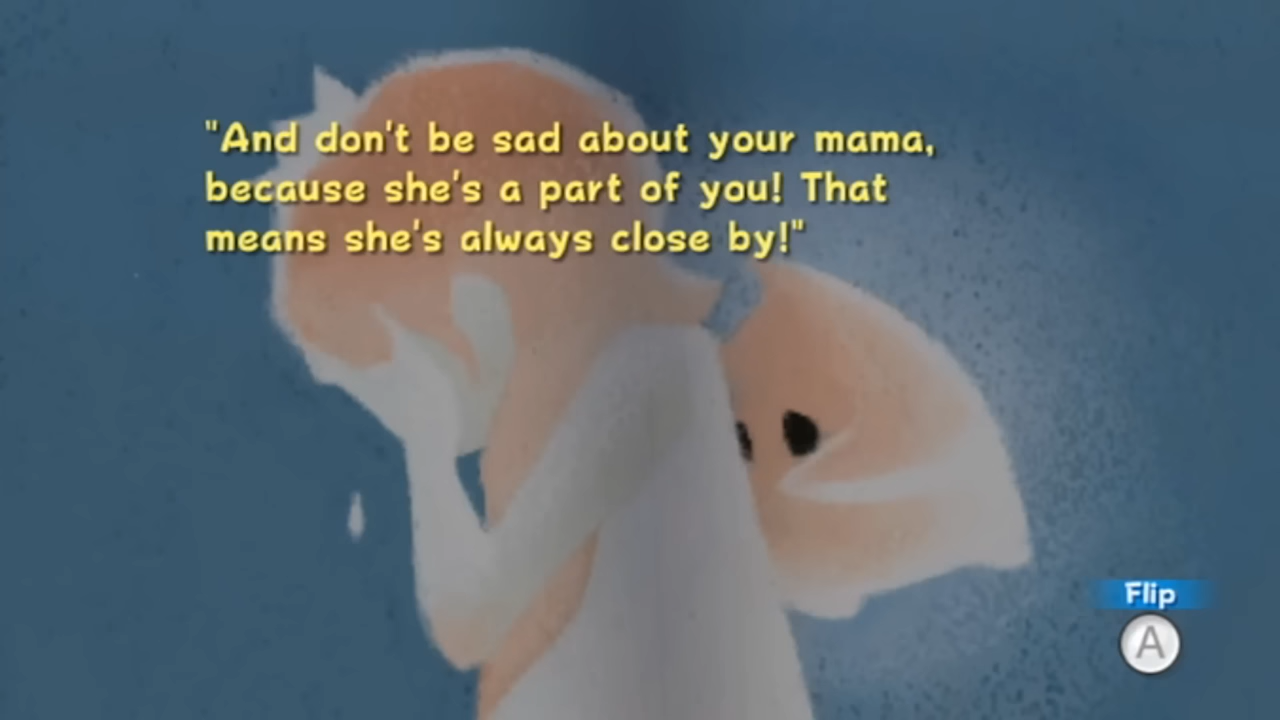 "And don't be sad about your mama,
because she's a part of you! That
means she's always close by!"
Flip
A